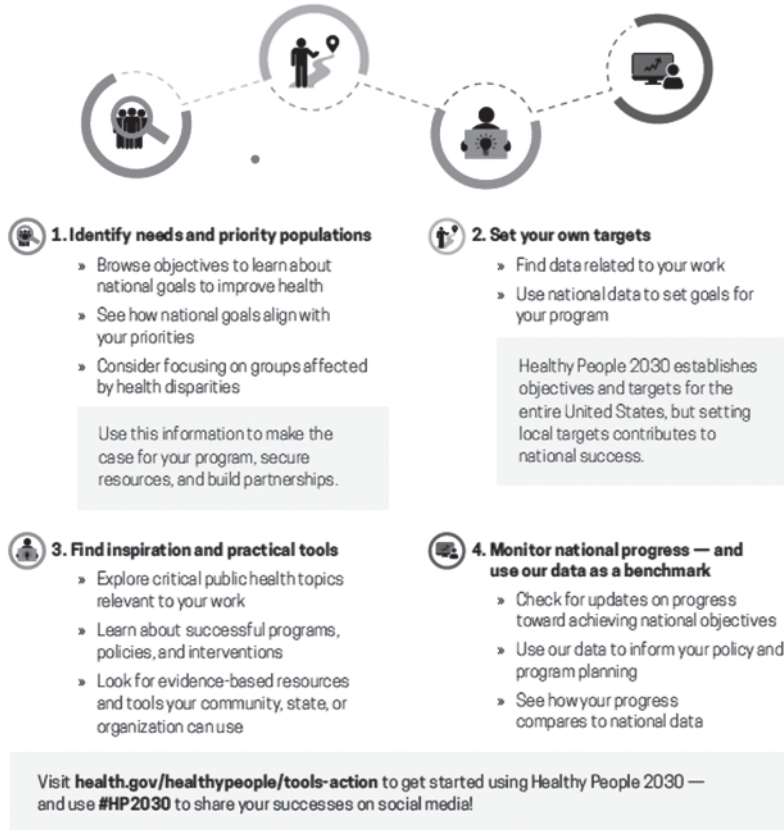 1. Identify needs and priority populations
» Browse objectives to learn about
national goals to improve health
» See how national goals align with
your priorities
» Consider focusing on groups affected
by health disparities
Use this information to make the
case for your program, secure
resources, and build partnerships.
2. Set your own targets
» Find data related to your work
» Use national data to set goals for
your program
Healthy People 2030 establishes
objectives and targets for the
entire United States, but setting
local targets contributes to
national success.
3. Find inspiration and practical tools
» Explore critical public health topics
relevant to your work
» Learn about successful programs,
policies, and interventions
» Look for evidence-based resources
and tools your community, state, or
organization can use
4. Monitor national progress — and
use our data as a benchmark
» Check for updates on progress
toward achieving national objectives
» Use our data to inform your policy and
program planning
» See how your progress
compares to national data
Visit health.gov/healthypeople/tools-action to get started using Healthy People 2030 —
and use #HP2030 to share your successes on social media!